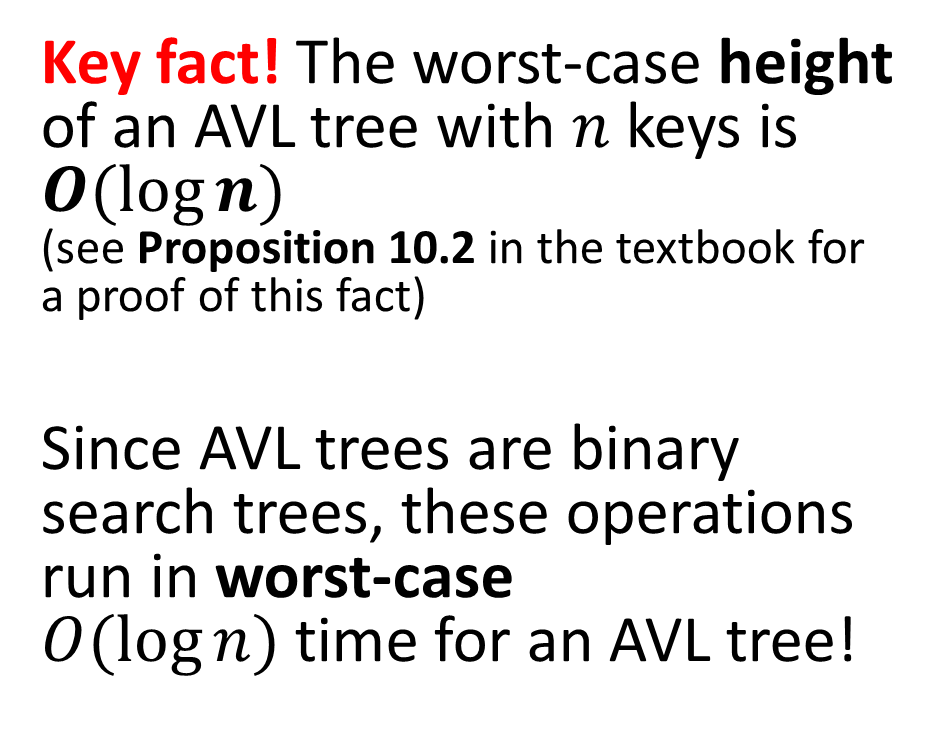 Key fact! The worst-case height
of an AVL tree with n keys is
O(log n)
(see Proposition 10.2 in the textbook for
a proof of this fact)
Since AVL trees are binary
search trees, these operations
run in worst-case
O(log n) time for an AVL tree!